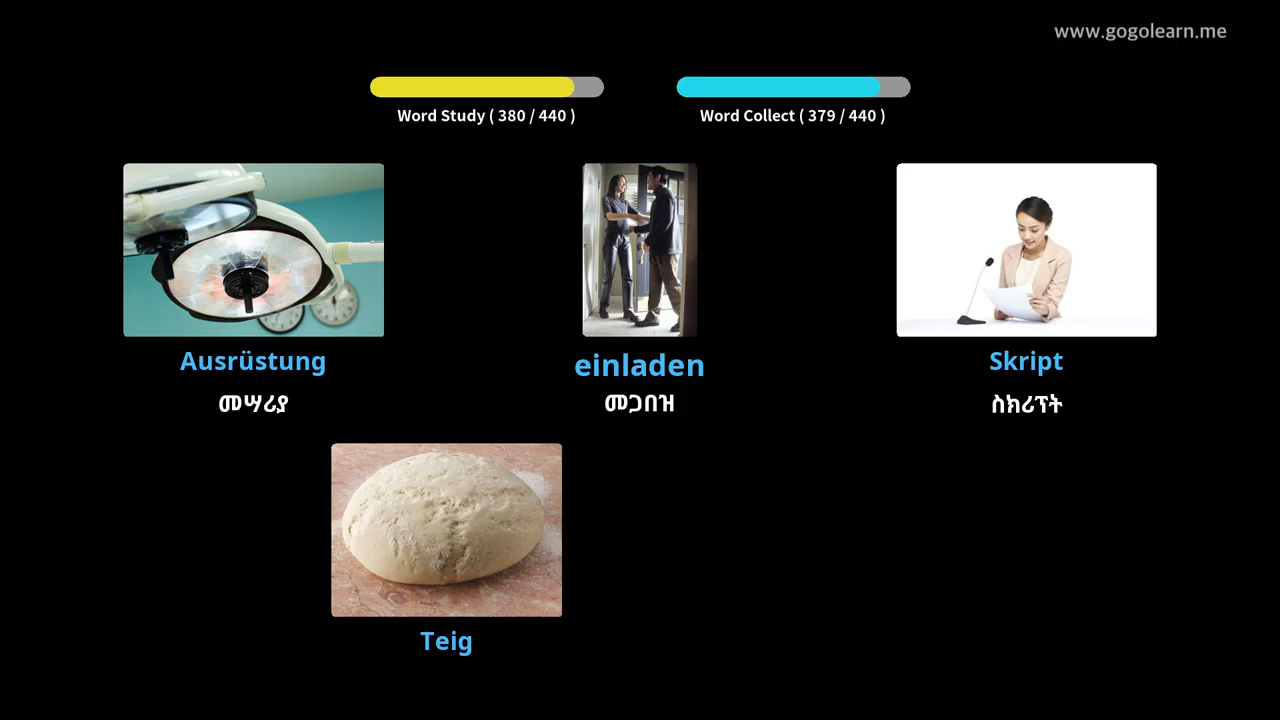 www.gogolearn.me
Word Study ( 380 / 440 )
Word Collect ( 379 / 440 )
Ausrüstung
einladen
Skript
መሣሪያ
መጋበዝ
ስክሪፕት
Teig